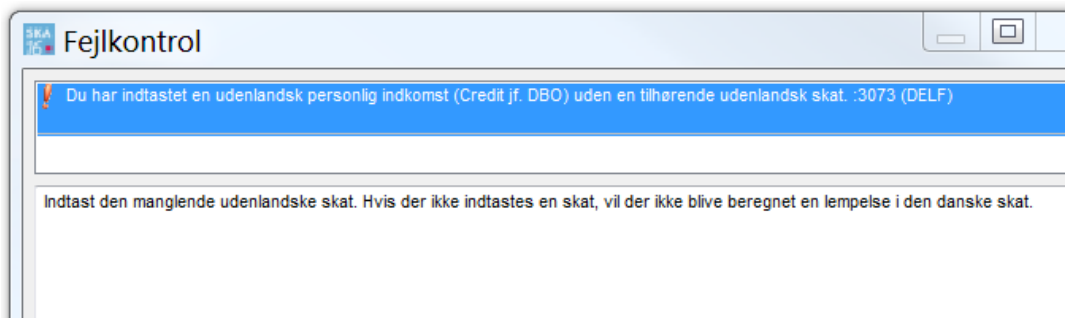 SKA
16
Fejlkontrol
Du har indtastet en udenlandsk personlig indkomst (Credit jf. DBO) uden en tilhørende udenlandsk skat. :3073 (DELF)
Indtast den manglende udenlandske skat. Hvis der ikke indtastes en skat, vil der ikke blive beregnet en lempelse i den danske skat.